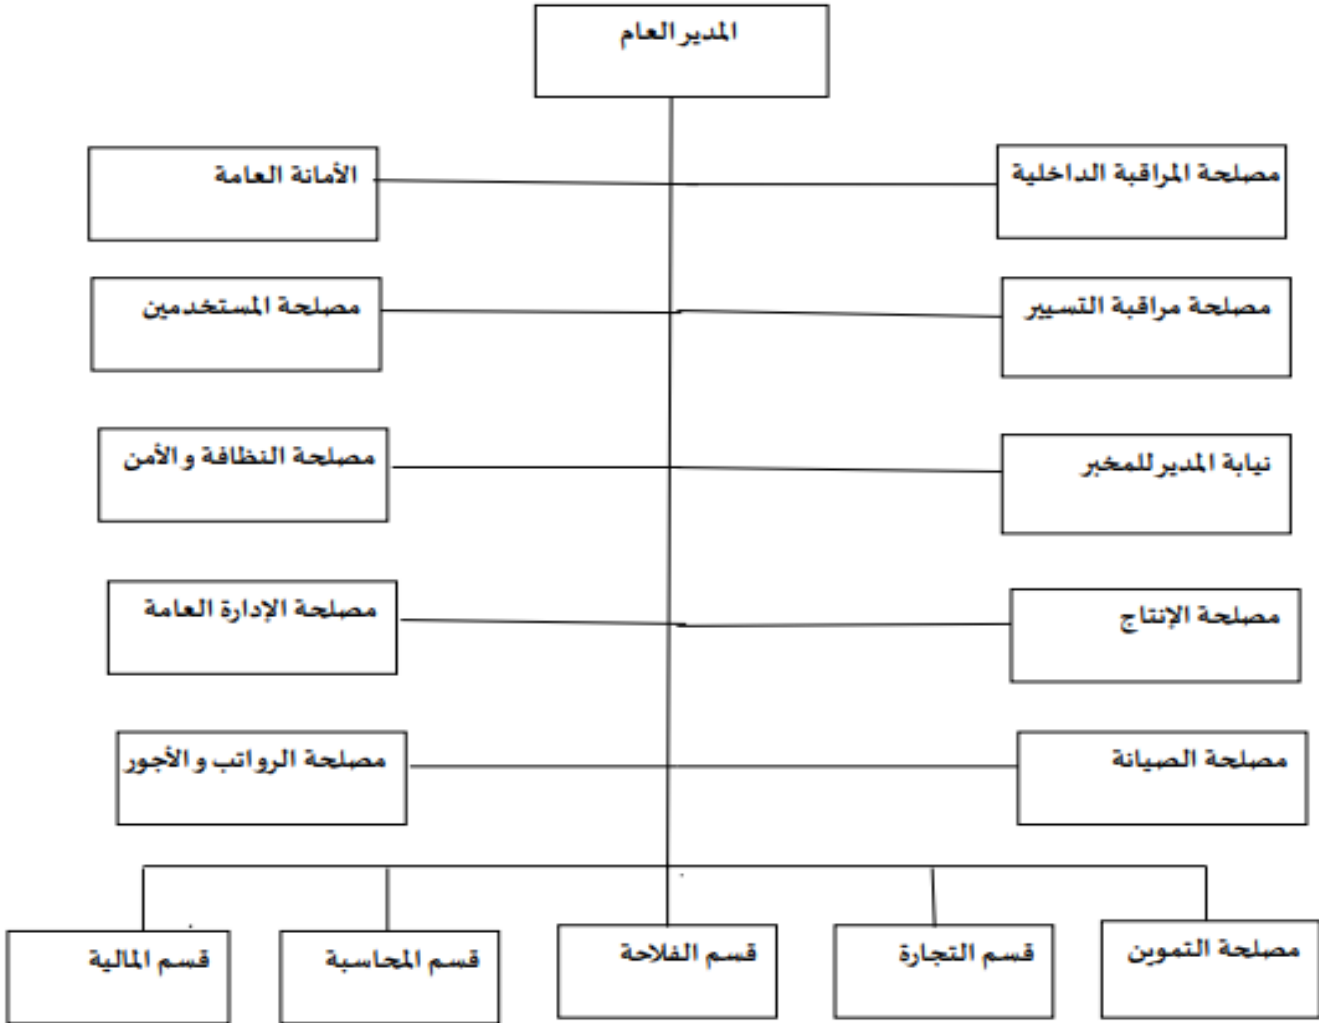 المدير العام
مصلحة المراقبة الداخلية
الأمانة العامة
مصلحة مراقبة التسيير
مصلحة المستخدمين
نيابة المدير للمخبر
مصلحة النظافة و الأمن
مصلحة الإنتاج
مصلحة الإدارة العامة
مصلحة الصيانة
مصلحة الرواتب و الأجور
مصلحة التموين
قسم التجارة
قسم الفلاحة
قسم المحاسبة
قسم المالية